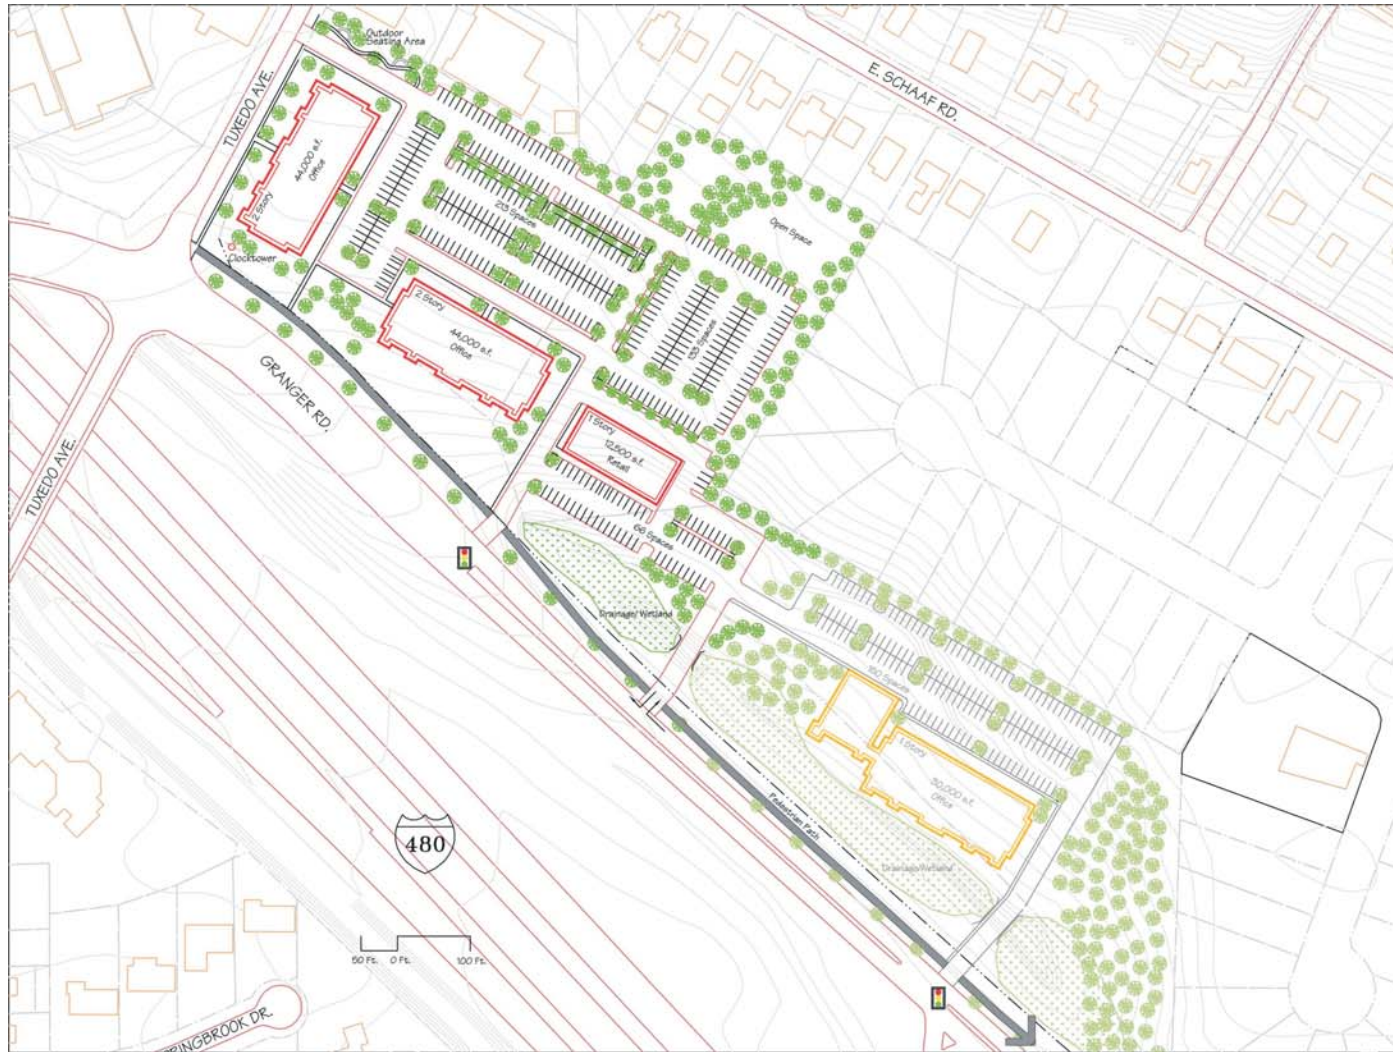 Outdoor
Seating Area
TUXEDO AVE.
E. SCHAAF RD.
44,000 s.f.
Office
2 Story
213 Spaces
Open Space
Clocktower
2 Story
44,000 s.f.
Office
133 Spaces
GRANGER RD.
1 Story
12,500 s.f.
Retail
TUXEDO AVE.
66 Spaces
Drainage/Wetland
160 Spaces
1 Story
30,000 s.f.
Office
Pedestrian Path
Drainage/Wetland
480
50 Ft. 0 Ft. 100 Ft.
PRINGBROOK DR.